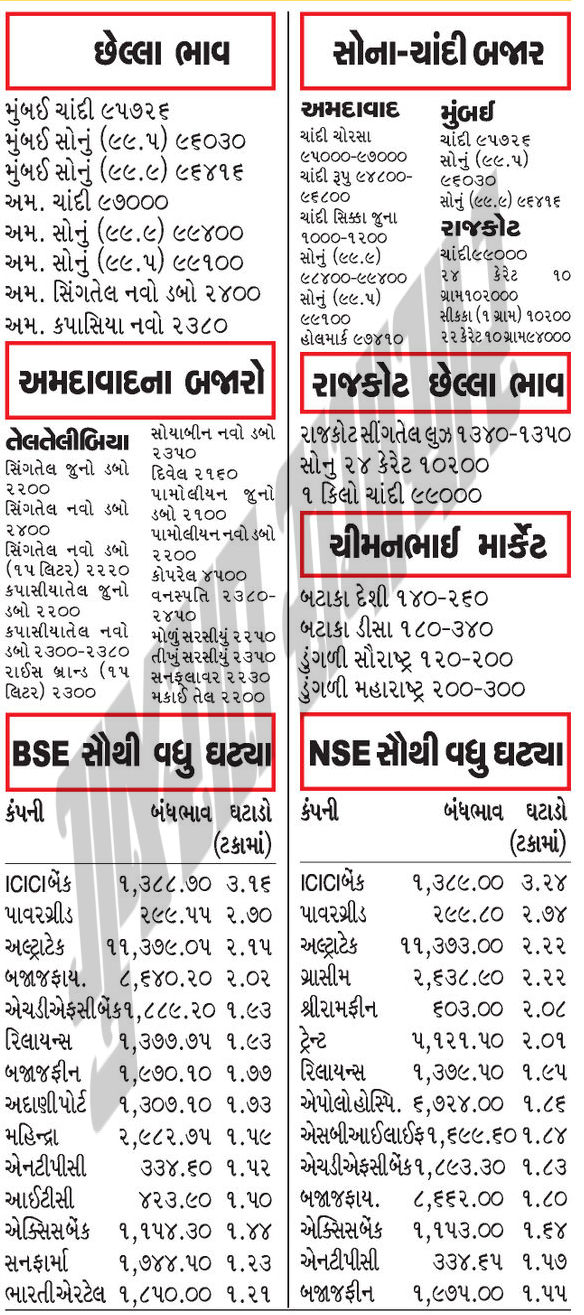 છેલ્લા ભાવ
મુંબઈ ચાંદી ૯૫૭૨૬
મુંબઈ સોનું (૯૯.૫) ૯૬૦૩૦
મુંબઈ સોનું (૯૯.૯) ૯૬૪૧૬
અમ. ચાંદી ૯૭૦૦૦
અમ. સોનું (૯૯.૯) ૯૯૪૦૦
અમ. સોનું (૯૯.૫) ૯૯૧૦૦
અમ. સિંગતેલ નવો ડબો ૨૪૦૦
અમ. કપાસિયા નવો ૨૩૮૦
અમદાવાદના બજારો
તેલતેલીબિયા
સિંગતેલ જુનો ડબો
૨૨૦૦
સિંગતેલ નવો ડબો
૨૪૦૦
સિંગતેલ નવો ડબો
(૧૫ લિટર) ૨૨૨૦
કપાસીયાતેલ જુનો
ડબો ૨૨૦૦
કપાસીયાતેલ નવો
ડબો ૨૩૦૦-૨૩૮૦
રાઈસ બ્રાન્ડ (૧૫
લિટર) ૨૩૦૦
સોયાબીન નવો ડબો
૨૩૫૦
દિવેલ ૨૧૬૦
પામોલીયન જુનો
ડબો ૨૧૦૦
પામોલીયન નવો ડબો
૨૨૦૦
કોપરેલ ૪૫૦૦
વનસ્પતિ ૨૩૮૦-
૨૪૫૦
મોળું સરસીયું ૨૨૫૦
તીખું સરસીયું ૨૩૫૦
સનફલાવર ૨૨૩૦
મકાઈ તેલ ૨૨૦૦
BSE સૌથી વધુ ઘટ્યા
કંપની બંધભાવ ઘટાડો
(ટકામાં)
ICICIબેંક ૧,૩૮૮.૭૦ ૩.૧૬
પાવરગ્રીડ ૨૯૯.૫૫ ૨.૭૦
અલ્ટ્રાટેક ૧૧,૩૭૯.૦૫ ૨.૧૫
બજાજફાય. ૮,૬૪૦.૨૦ ૨.૦૨
એચડીએફસીબેંક૧,૮૮૯.૨૦ ૧.૯૩
રિલાયન્સ ૧,૩૭૭.૭૫ ૧.૯૩
બજાજફીન ૧,૯૭૦.૧૦ ૧.૭૭
અદાણીપોર્ટ ૧,૩૦૭.૧૦ ૧.૭૩
મહિન્દ્રા ૨,૯૮૨.૭૫ ૧.૫૯
એનટીપીસી ૩૩૪.૬૦ ૧.૫૨
આઈટીસી ૪૨૩.૯૦ ૧.૫૦
એક્સિસબેંક ૧,૧૫૪.૩૦ ૧.૪૪
સનફાર્મા ૧,૭૪૪.૫૦ ૧.૨૩
ભારતીએરટેલ ૧,૮૫૦.૦૦ ૧.૨૧
સોના-ચાંદી બજાર
અમદાવાદ
ચાંદી ચોરસા
૯૫૦૦૦-૯૭૦૦૦
ચાંદી રૂપુ ૯૪૮૦૦-
૯૬૮૦૦
ચાંદી સિક્કા જુના
૧૦૦૦-૧૨૦૦
સોનું (૯૯.૯)
૯૮૪૦૦-૯૯૪૦૦
સોનું (૯૯.૫)
૯૯૧૦૦
હોલમાર્ક ૯૭૪૧૦
મુંબઈ
ચાંદી ૯૫૭૨૬
સોનું (૯૯.૫)
૯૬૦૩૦
સોનું (૯૯.૯) ૯૬૪૧૬
રાજકોટ
ચાંદી૯૯૦૦૦
૨૪ કેરેટ ૧૦
ગ્રામ૧૦૨૦૦૦
સીકકા (૧ ગ્રામ) ૧૦૨૦૦
૨૨ કેરેટ ૧૦ ગ્રામ૯૪૦૦૦
રાજકોટ છેલ્લા ભાવ
રાજકોટ સીંગતેલ લુઝ ૧૩૪૦-૧૩૫૦
સોનુ ૨૪ કેરેટ ૧૦૨૦૦
૧ કિલો ચાંદી ૯૯૦૦૦
ચીમનભાઈ માર્કેટ
બટાકા દેશી ૧૪૦-૨૬૦
બટાકા ડીસા ૧૮૦-૩૪૦
ડુંગળી સૌરાષ્ટ્ર ૧૨૦-૨૦૦
ડુંગળી મહારાષ્ટ્ર ૨૦૦-૩૦૦
NSE સૌથી વધુ ઘટ્યા
કંપની બંધભાવ ઘટાડો
(ટકામાં)
ICICIબેંક ૧,૩૮૯.૦૦ ૩.૨૪
પાવરગ્રીડ ૨૯૯.૮૦ ૨.૭૪
અલ્ટ્રાટેક ૧૧,૩૭૩.૦૦ ૨.૨૨
ગ્રાસીમ ૨,૬૩૮.૯૦ ૨.૨૨
શ્રીરામફીન ૬૦૩.૦૦ ૨.૦૮
ટ્રેન્ટ ૫,૧૨૧.૫૦ ૨.૦૧
રિલાયન્સ ૧,૩૭૯.૫૦ ૧.૯૫
એપોલોહોસ્પિ. ૬,૭૨૪.૦૦ ૧.૮૬
એસબીઆઈલાઈફ૧,૬૯૯.૬૦ ૧.૮૪
એચડીએફસીબેંક૧,૮૯૩.૩૦ ૧.૮૩
બજાજફાય. ૮,૬૬૨.૦૦ ૧.૮૦
એક્સિસબેંક ૧,૧૫૩.૦૦ ૧.૬૪
એનટીપીસી ૩૩૪.૬૫ ૧.૫૭
બજાજફીન ૧,૯૭૫.૦૦ ૧.૫૫